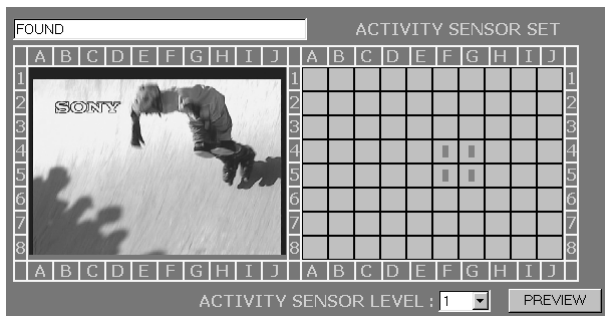 FOUND
ACTIVITY SENSOR SET
A B C D E F G H I J A B C D E F G H I J
1 1 1
2 SONY 2 2
3 3 3
4 4 4
5 5 5
6 6 6
7 7 7
8 8 8
A B C D E F G H I J A B C D E F G H I J
ACTIVITY SENSOR LEVEL : 1 PREVIEW